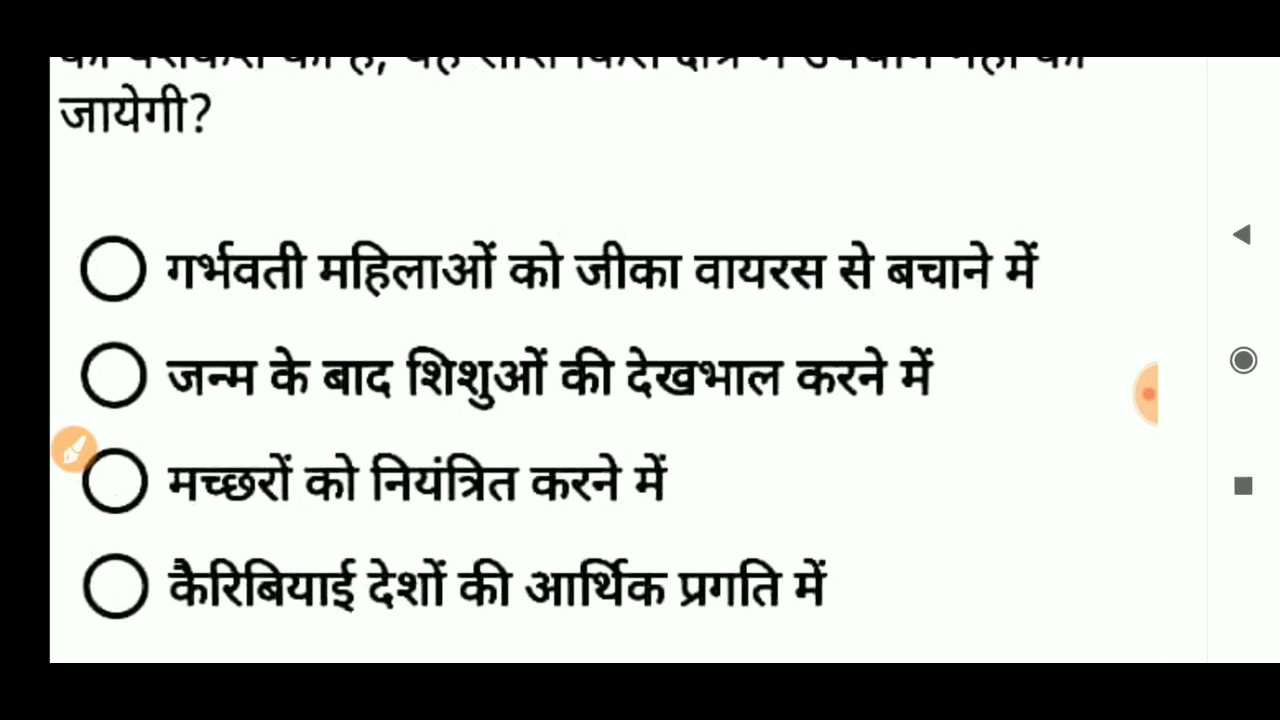 जायेगी?
गर्भवती महिलाओं को जीका वायरस से बचाने में
जन्म के बाद शिशुओं की देखभाल करने में
मच्छरों को नियंत्रित करने में
कैरिबियाई देशों की आर्थिक प्रगति में